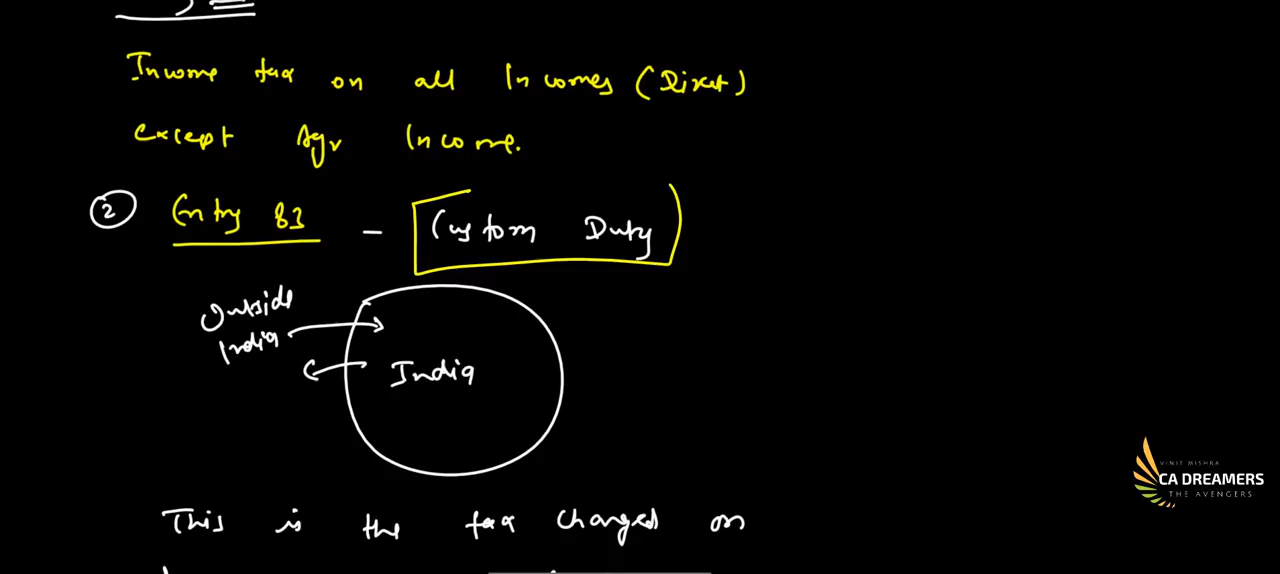 Income tax on all Incomes (Direct)
Except Agr Income.
2 Entry 83 - Custom Duty
Outside
India
India
This is the tax charged on
VINIT MISHRA
CA DREAMERS
THE AVENGERS